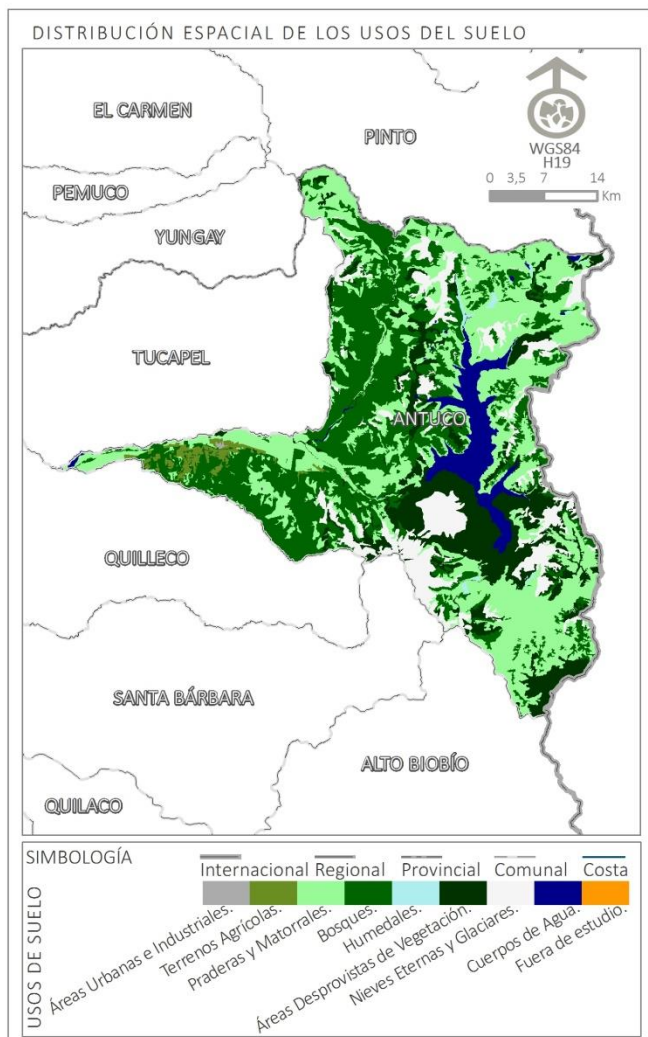 DISTRIBUCIÓN ESPACIAL DE LOS USOS DEL SUELO
EL CARMEN
PINTO
WGS84
H19
0 3,5 7 14
Km
PEMUCO
YUNGAY
TUCAPEL
ANTUCO
QUILLECO
SANTA BÁRBARA
ALTO BIOBÍO
QUILACO
SIMBOLOGÍA
Internacional Regional Provincial Comunal Costa
USOS DE SUELO
Áreas Urbanas e Industriales.
Terrenos Agrícolas.
Praderas y Matorrales.
Bosques.
Humedales.
Áreas Desprovistas de Vegetación.
Nieves Eternas y Glaciares.
Cuerpos de Agua.
Fuera de estudio.